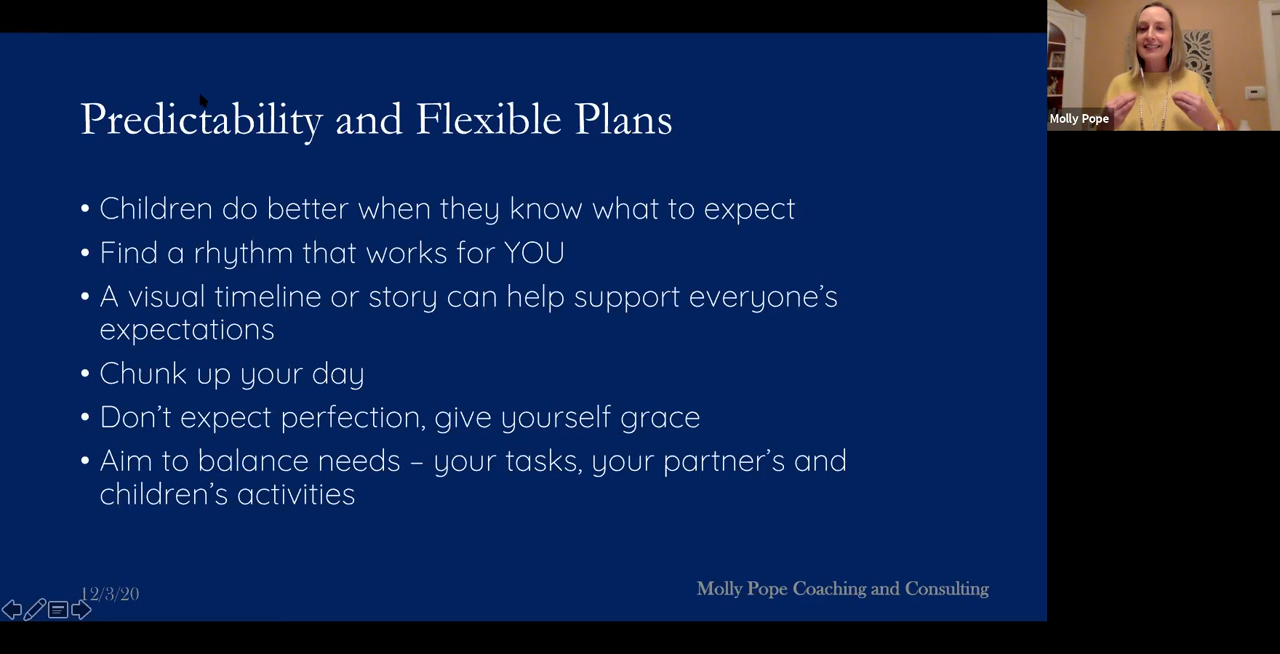 Predictability and Flexible Plans
• Children do better when they know what to expect
• Find a rhythm that works for YOU
• A visual timeline or story can help support everyone’s
expectations
• Chunk up your day
• Don’t expect perfection, give yourself grace
• Aim to balance needs – your tasks, your partner’s and
children’s activities
12/3/20
Molly Pope Coaching and Consulting
Molly Pope